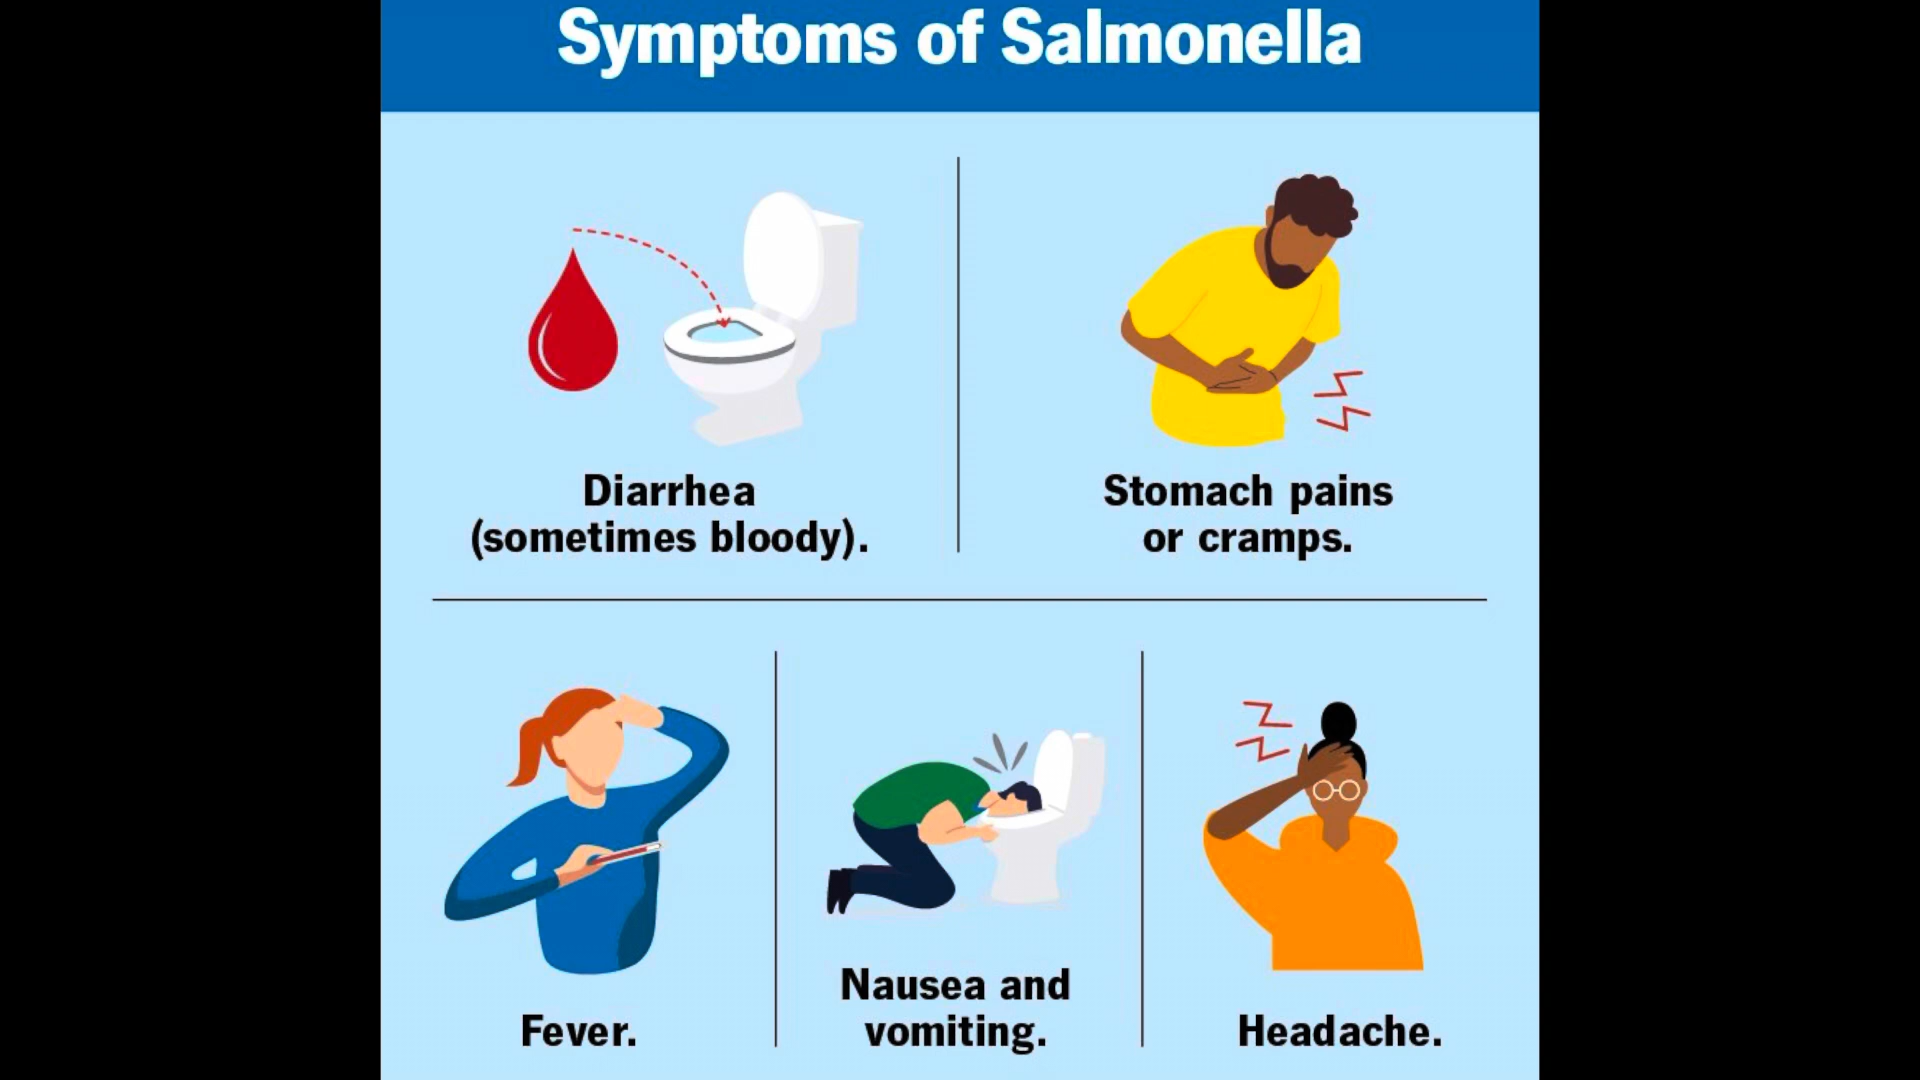 Symptoms of Salmonella
Diarrhea
(sometimes bloody).
Stomach pains
or cramps.
Fever.
Nausea and
vomiting.
Headache.